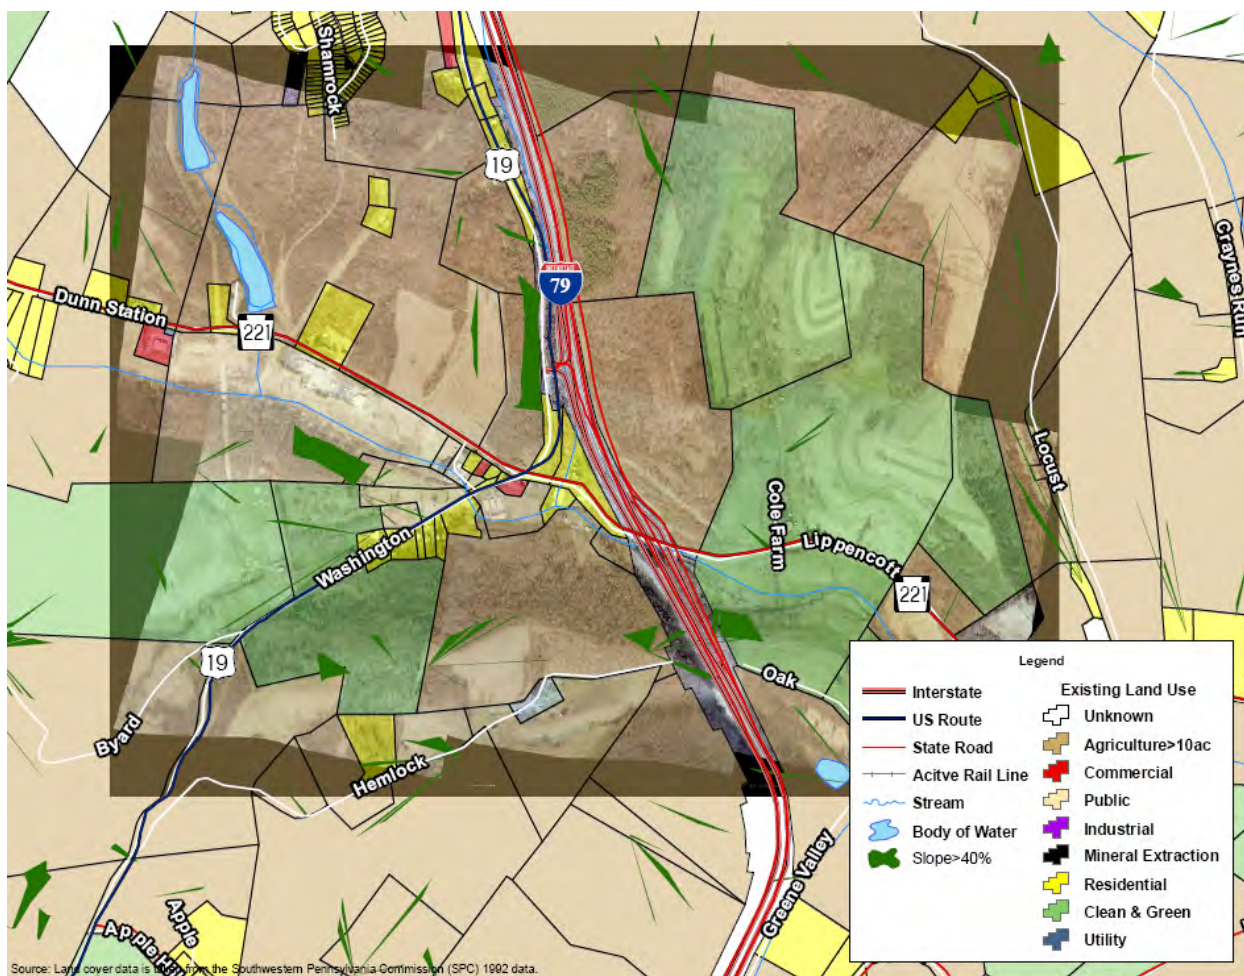 Shamrock
19
79
Craynes Run
Dunn Station
221
Locust
Cole Farm
Lippencott
Washington
221
19
Oak
Byard
Hemlock
Greene Valley
Apple
Legend
Interstate
US Route
State Road
Acitve Rail Line
Stream
Body of Water
Slope>40%
Existing Land Use
Unknown
Agriculture>10ac
Commercial
Public
Industrial
Mineral Extraction
Residential
Clean & Green
Utility
Apple
Source: Land cover data is taken from the Southwestern Pennsylvania Commission (SPC) 1992 data.